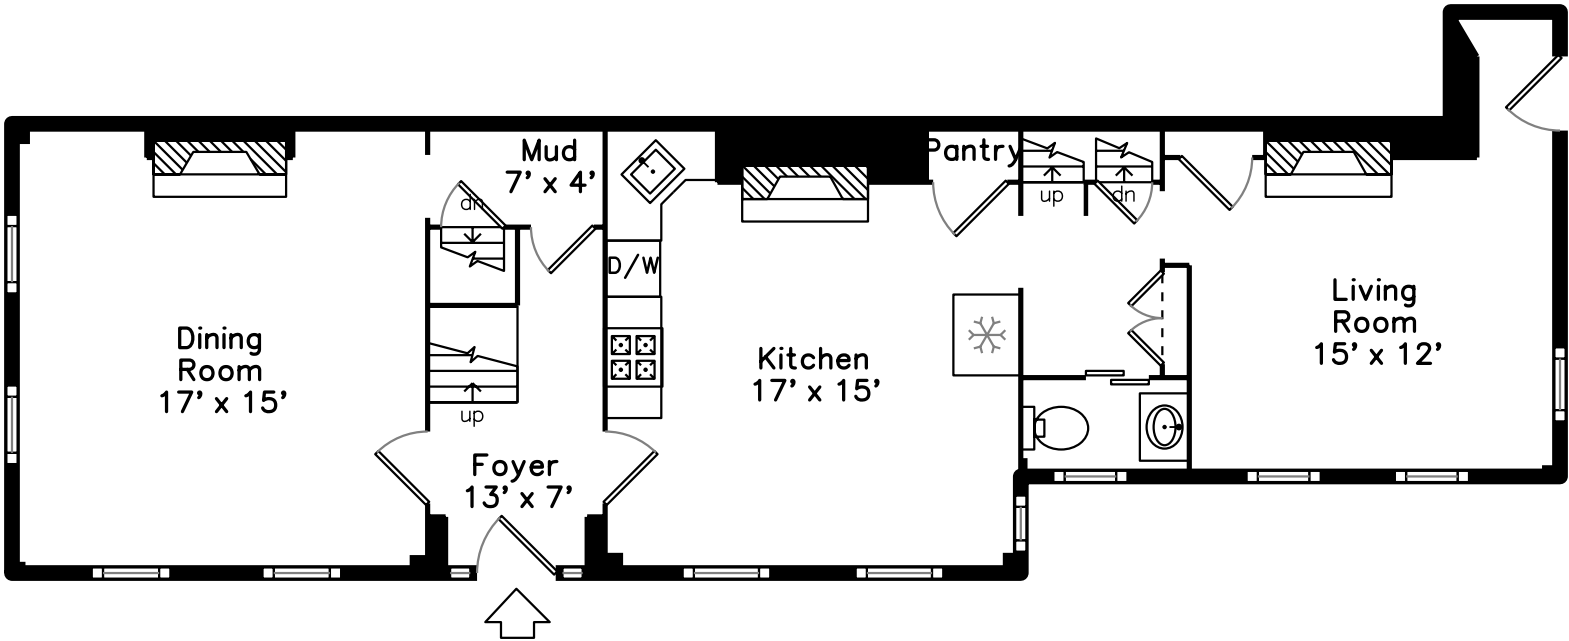 Mud
7' x 4'
dn
Pantry
up
dn
D/W
Dining
Room
17' x 15'
up
Foyer
13' x 7'
Kitchen
17' x 15'
Living
Room
15' x 12'